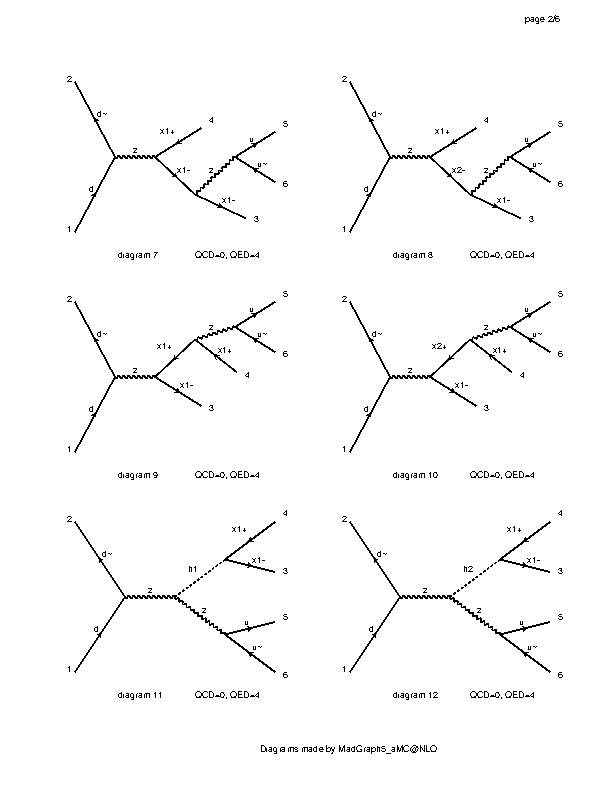 page 2/6
2 d~ x1+ 4 u 5
z x1- z u~ 6
d x1- 3
1
diagram 7 QCD=0, QED=4
2 d~ x1+ 4 u 5
z x2- z u~ 6
d x1- 3
1
diagram 8 QCD=0, QED=4
2 d~ x1+ z u 5
z x1+ u~ 6
d x1- 4
1 3
diagram 9 QCD=0, QED=4
2 d~ x2+ z u 5
z x1+ u~ 6
d x1- 4
1 3
diagram 10 QCD=0, QED=4
2 d~ x1+ 4
z h1 x1- 3
d z u 5
1 u~ 6
diagram 11 QCD=0, QED=4
2 d~ x1+ 4
z h2 x1- 3
d z u 5
1 u~ 6
diagram 12 QCD=0, QED=4
Diagrams made by MadGraph5_aMC@NLO